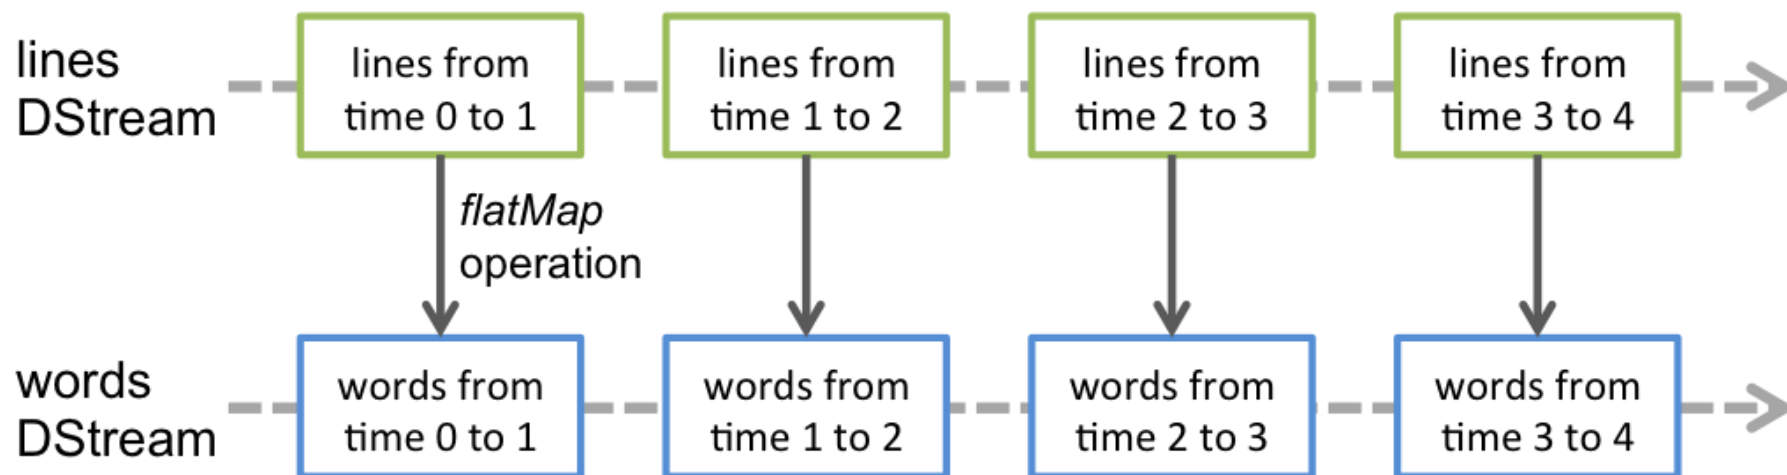 lines
DStream
lines from
time 0 to 1
lines from
time 1 to 2
lines from
time 2 to 3
lines from
time 3 to 4
flatMap
operation
words
DStream
words from
time 0 to 1
words from
time 1 to 2
words from
time 2 to 3
words from
time 3 to 4